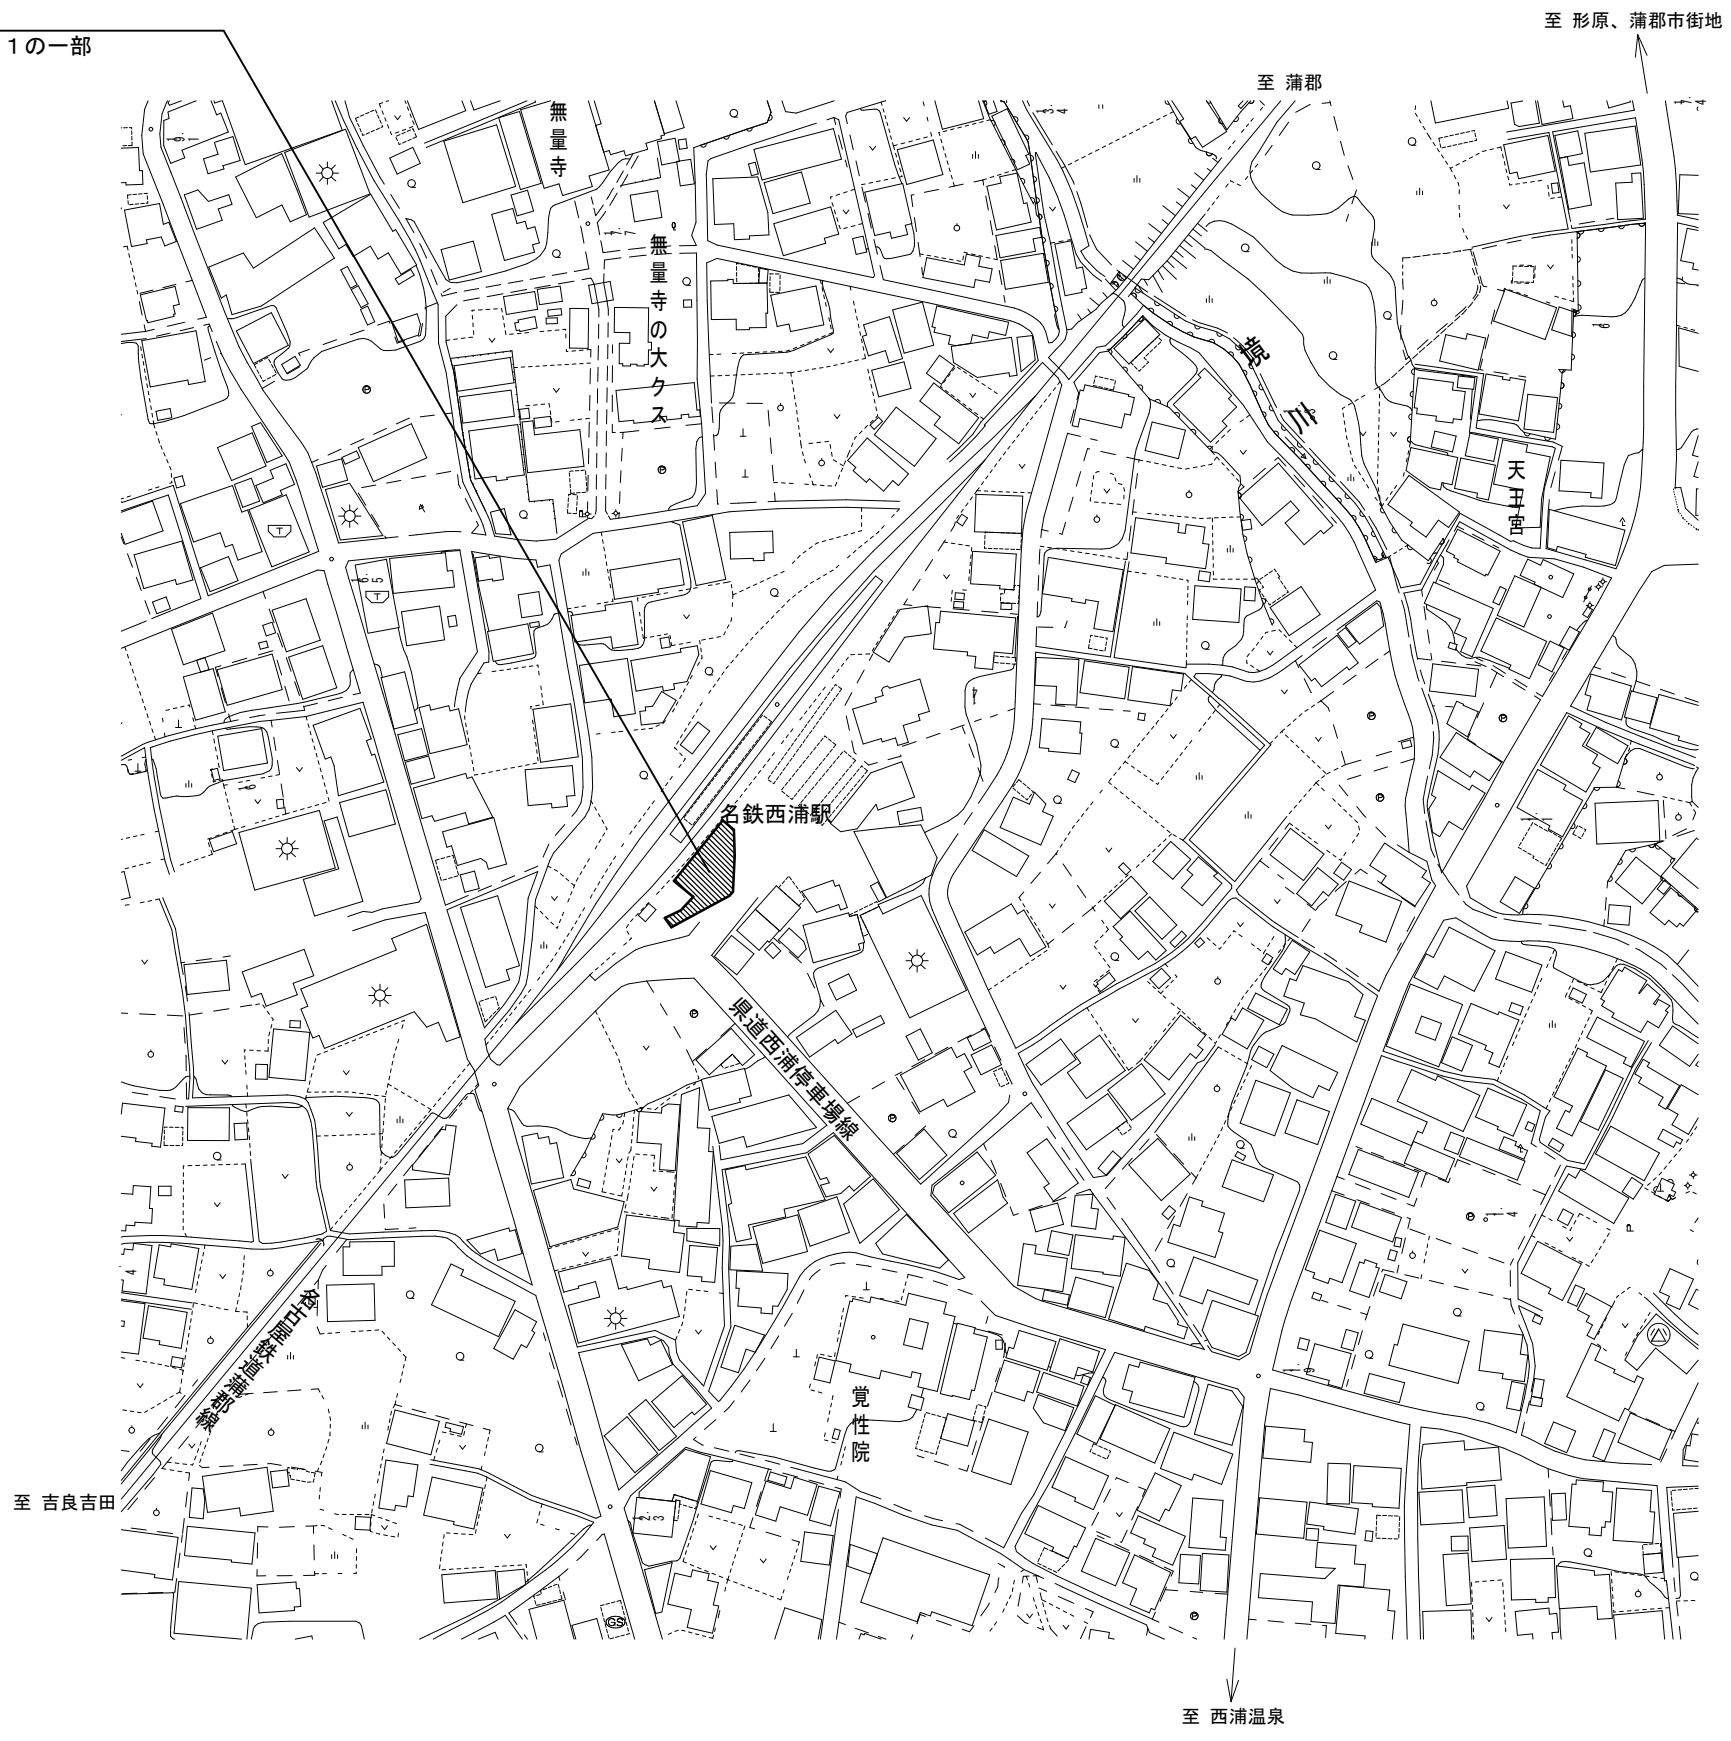 至 形原、蒲郡市街地
1の一部
至 蒲郡
無量寺
無量寺の大クス
境川
天王宮
名鉄西浦駅
県道西浦停車場線
名古屋鉄道蒲郡線
覚性院
至 吉良吉田
GS
至 西浦温泉